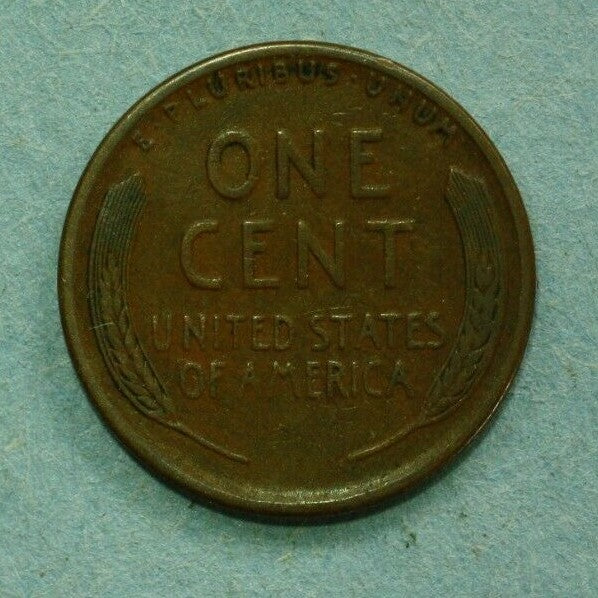 E·PLURIBUS·UNUM
ONE
CENT
UNITED STATES
OF AMERICA